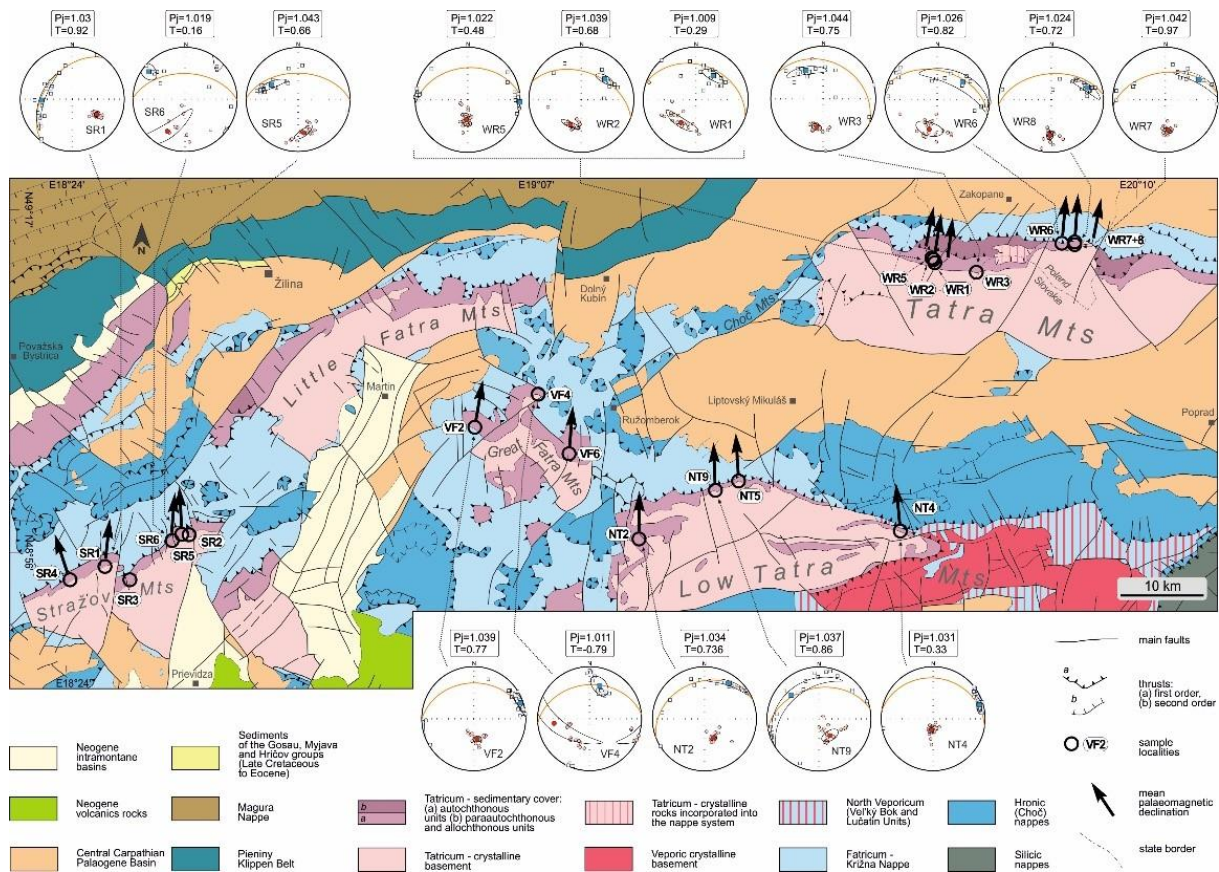 Pj=1.03
T=0.92
Pj=1.019
T=0.16
Pj=1.043
T=0.66
Pj=1.022
T=0.48
Pj=1.039
T=0.68
Pj=1.009
T=0.29
Pj=1.044
T=0.75
Pj=1.026
T=0.82
Pj=1.024
T=0.72
Pj=1.042
T=0.97
N
N
N
N
N
N
N
N
N
N
SR1
SR6
SR5
WR5
WR2
WR1
WR3
WR6
WR8
WR7
E18°24'
E19°07'
E20°10'
N49°17'
N
Zakopane
Žilina
Dolný
Kubín
Považská
Bystrica
Little Fatra Mts
Martin
Choč Mts
WR5
WR2
WR1
WR3
WR6
WR7+8
Poland
Slovakia
Tatra Mts
VF2
VF4
VF6
Great
Fatra Mts
Ružomberok
Liptovský Mikuláš
Poprad
NT9
NT5
NT2
NT4
Low Tatra Mts
N48°56'
SR4
SR1
SR6
SR5
SR2
SR3
Strážov Mts
Prievidza
E18°24'
10 km
Pj=1.039
T=0.77
Pj=1.011
T=-0.79
Pj=1.034
T=0.736
Pj=1.037
T=0.86
Pj=1.031
T=0.33
N
N
N
N
N
VF2
VF4
NT2
NT9
NT4
main faults
a
b
thrusts:
(a) first order,
(b) second order
VF2
sample
localities
mean
palaeomagnetic
declination
state border
Neogene
intramontane
basins
Sediments
of the Gosau, Myjava
and Hričov groups
(Late Cretaceous
to Eocene)
Neogene
volcanics rocks
Magura
Nappe
b
a
Tatricum - sedimentary cover:
(a) autochthonous
units (b) paraautochthonous
and allochthonous units
Tatricum - crystalline
rocks incorporated into
the nappe system
North Veporicum
(Veľký Bok and
Lučatín Units)
Hronic
(Choč)
nappes
Central Carpathian
Palaogene Basin
Pieniny
Klippen Belt
Tatricum - crystalline
basement
Veporic crystalline
basement
Fatricum -
Križna Nappe
Silicic
nappes